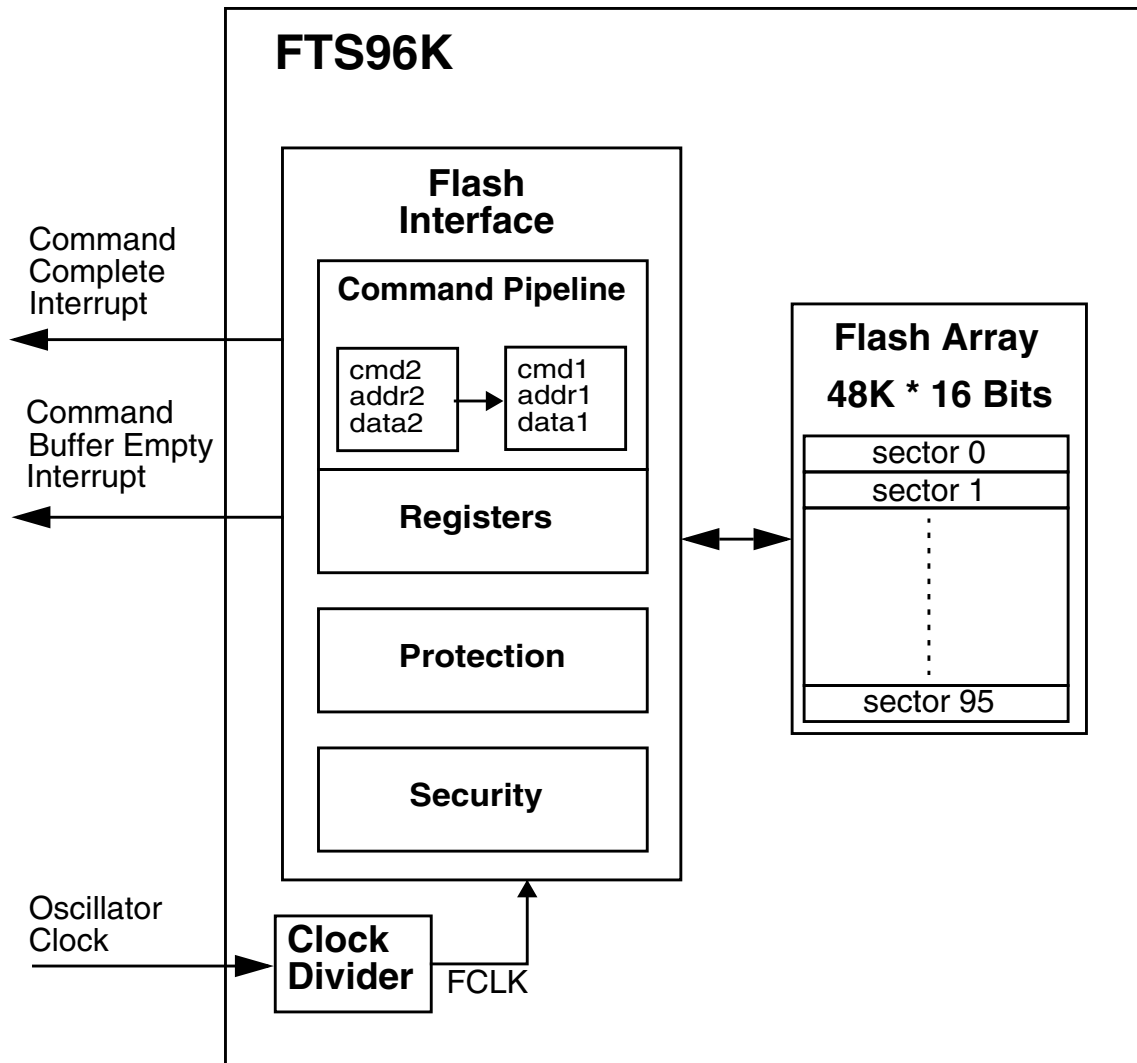 FTS96K
Flash
Interface
Command Pipeline
cmd2
addr2
data2
cmd1
addr1
data1
Registers
Protection
Security
Command
Complete
Interrupt
Command
Buffer Empty
Interrupt
Flash Array
48K * 16 Bits
sector 0
sector 1
sector 95
Oscillator
Clock
Clock
Divider
FCLK